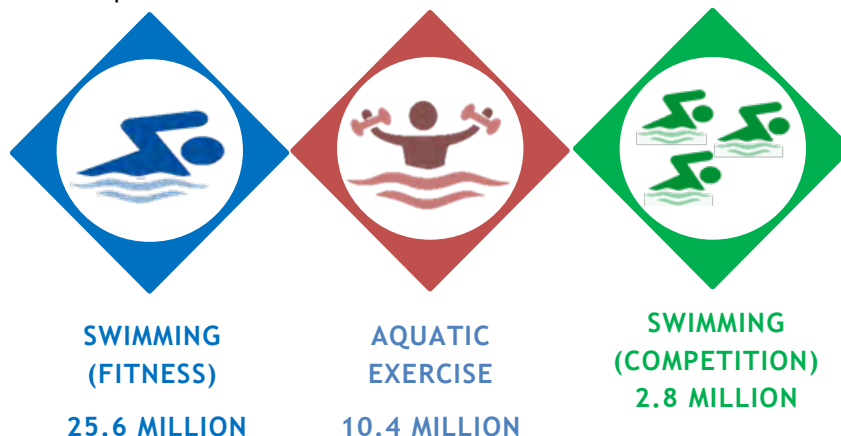 SWIMMING
(FITNESS)
25.6 MILLION
AQUATIC
EXERCISE
10.4 MILLION
SWIMMING
(COMPETITION)
2.8 MILLION